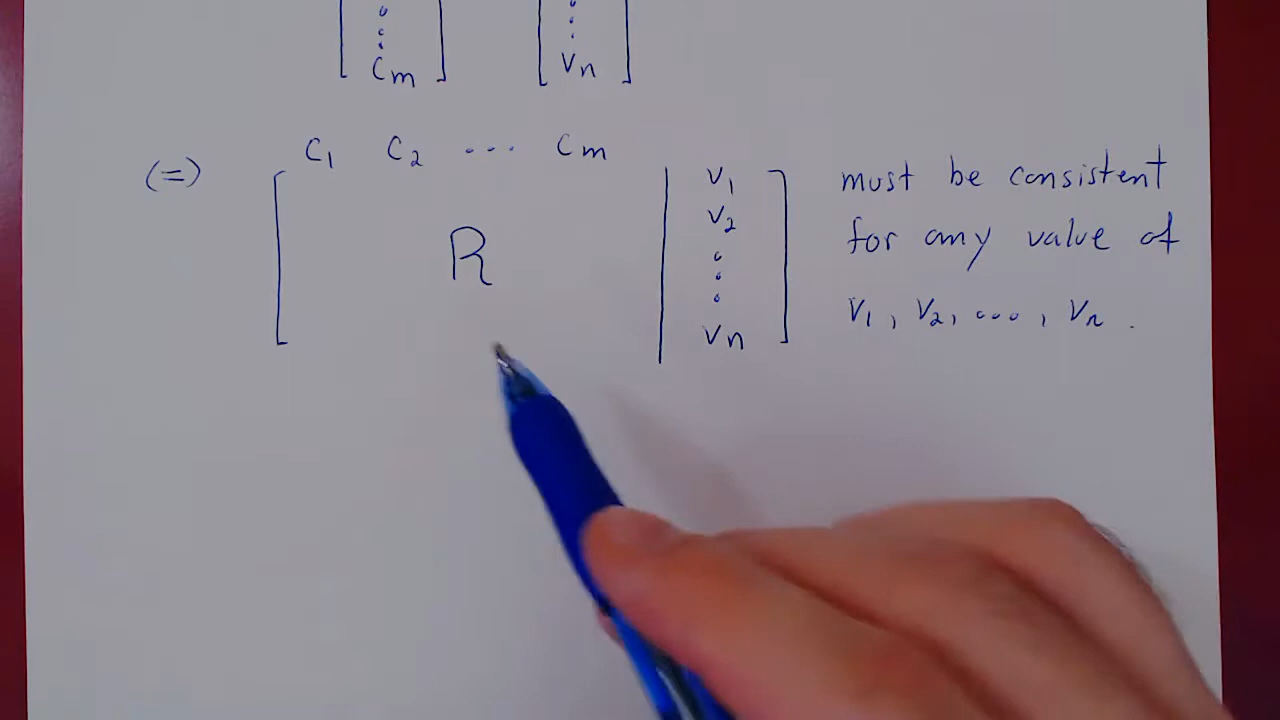 [ ⋮ cm ] [ ⋮ vn ]
c1 c2 ... cm
(=) [ R | v1 v2 ⋮ vn ] must be consistent
for any value of
v1, v2, ..., vn.